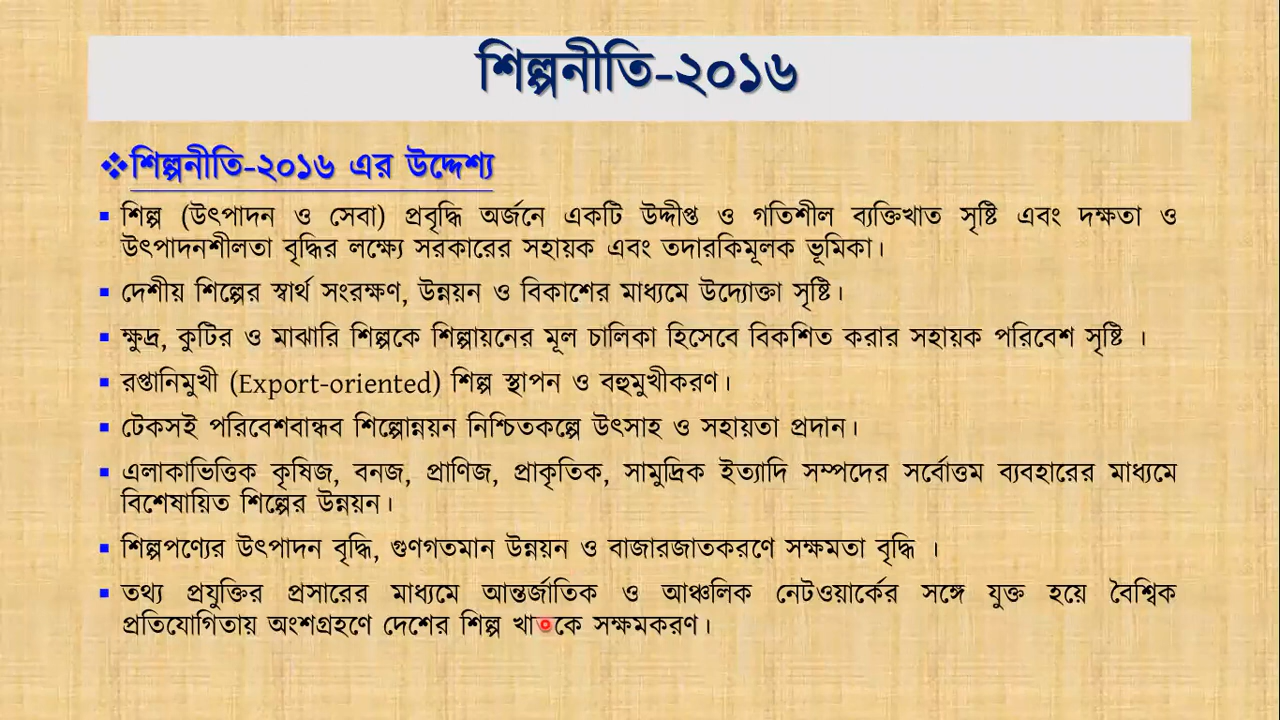 শিল্পনীতি-২০১৬
শিল্পনীতি-২০১৬ এর উদ্দেশ্য
শিল্প (উৎপাদন ও সেবা) প্রবৃদ্ধি অর্জনে একটি উদ্দীপ্ত ও গতিশীল ব্যক্তিখাত সৃষ্টি এবং দক্ষতা ও
উৎপাদনশীলতা বৃদ্ধির লক্ষ্যে সরকারের সহায়ক এবং তদারকিমূলক ভূমিকা।
দেশীয় শিল্পের স্বার্থ সংরক্ষণ, উন্নয়ন ও বিকাশের মাধ্যমে উদ্যোক্তা সৃষ্টি।
ক্ষুদ্র, কুটির ও মাঝারি শিল্পকে শিল্পায়নের মূল চালিকা হিসেবে বিকশিত করার সহায়ক পরিবেশ সৃষ্টি ।
রপ্তানিমুখী (Export-oriented) শিল্প স্থাপন ও বহুমুখীকরণ।
টেকসই পরিবেশবান্ধব শিল্পোন্নয়ন নিশ্চিতকল্পে উৎসাহ ও সহায়তা প্রদান।
এলাকাভিত্তিক কৃষিজ, বনজ, প্রাণিজ, প্রাকৃতিক, সামুদ্রিক ইত্যাদি সম্পদের সর্বোত্তম ব্যবহারের মাধ্যমে
বিশেষায়িত শিল্পের উন্নয়ন।
শিল্পপণ্যের উৎপাদন বৃদ্ধি, গুণগতমান উন্নয়ন ও বাজারজাতকরণে সক্ষমতা বৃদ্ধি ।
তথ্য প্রযুক্তির প্রসারের মাধ্যমে আন্তর্জাতিক ও আঞ্চলিক নেটওয়ার্কের সঙ্গে যুক্ত হয়ে বৈশ্বিক
প্রতিযোগিতায় অংশগ্রহণে দেশের শিল্প খাতকে সক্ষমকরণ।